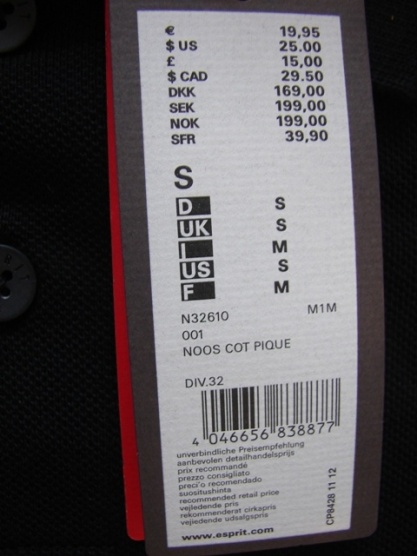 € 19,95
$ US 25.00
£ 15,00
$ CAD 29.50
DKK 169,00
SEK 199,00
NOK 199,00
SFR 39,90
S
D S
UK S
I M
US S
F M
N32610 M1M
001
NOOS COT PIQUE
DIV.32
4 046656 838877
unverbindliche Preisempfehlung
aanbevolen detailhandelsprijs
prix recommandé
prezzo consigliato
preci'o recomendado
suositushinta
recommended retail price
vejledende pris
rekommenderat cirkapris
vejledende udsalgspris
www.esprit.com
CP8428 11 12